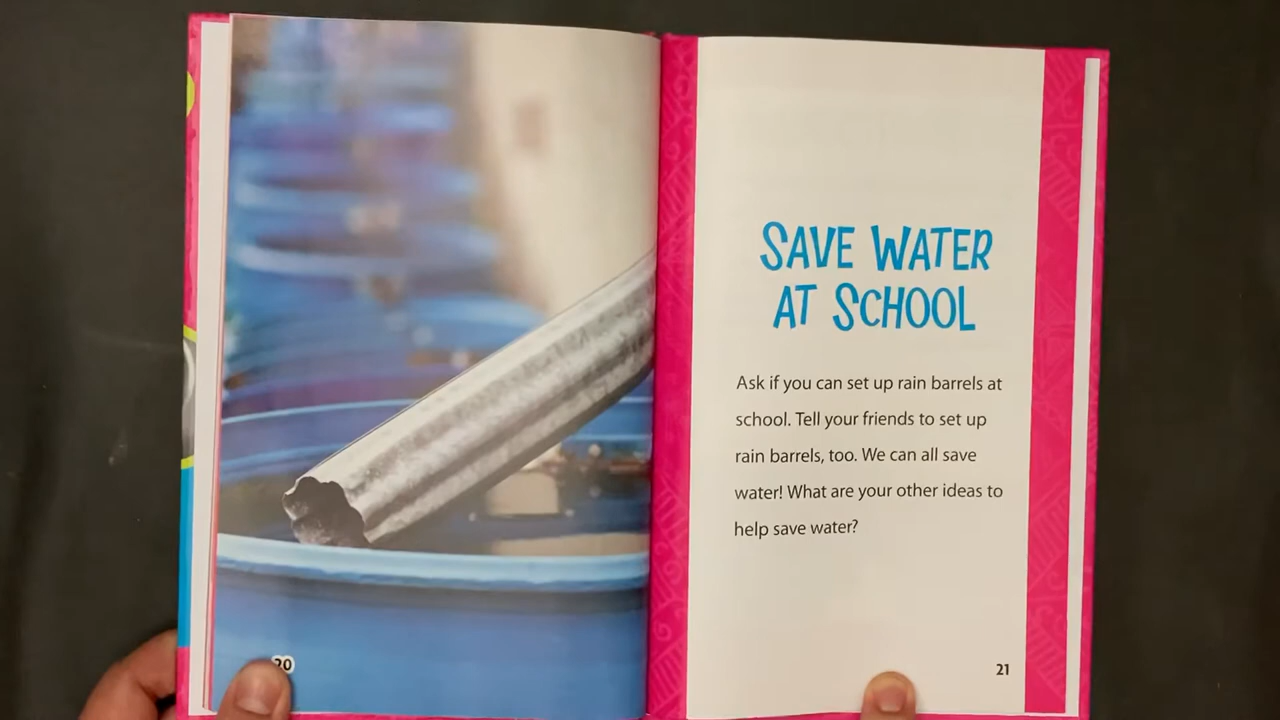 20
SAVE WATER
AT SCHOOL
Ask if you can set up rain barrels at
school. Tell your friends to set up
rain barrels, too. We can all save
water! What are your other ideas to
help save water?
21